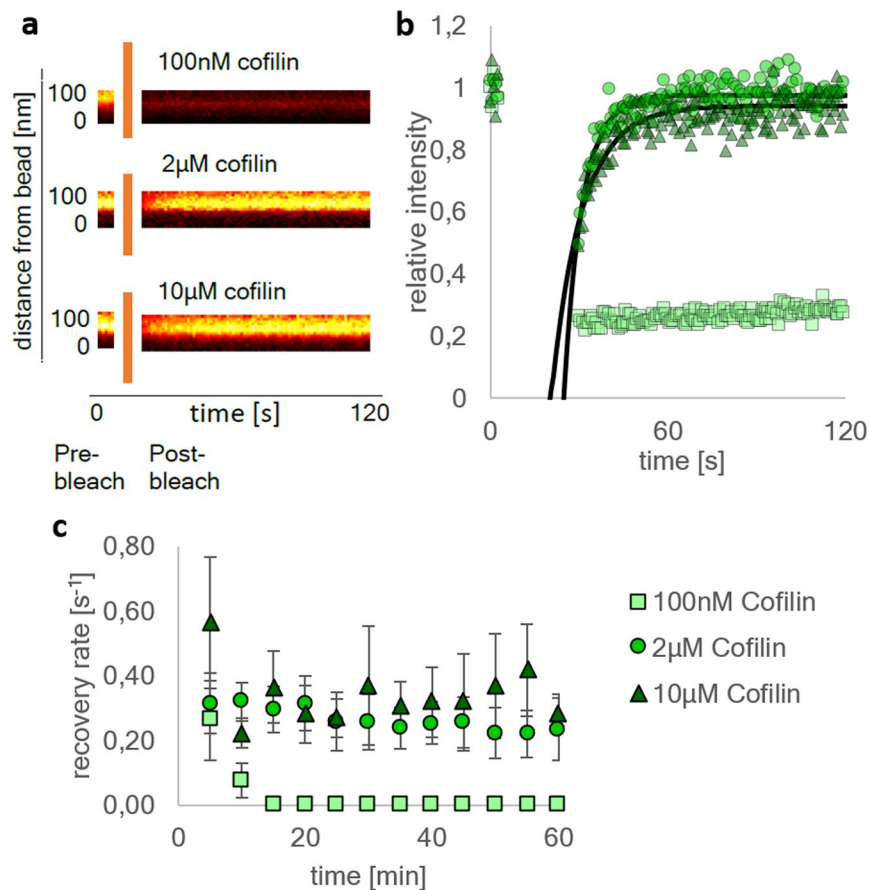 a
distance from bead [nm]
100nM cofilin
100
0
2µM cofilin
100
0
10µM cofilin
100
0
0
time [s]
120
Pre-
bleach
Post-
bleach
b
relative intensity
1,2
1
0,8
0,6
0,4
0,2
0
0
60
120
time [s]
c
recovery rate [s-1]
0,80
0,60
0,40
0,20
0,00
0
20
40
60
time [min]
100nM Cofilin
2µM Cofilin
10µM Cofilin